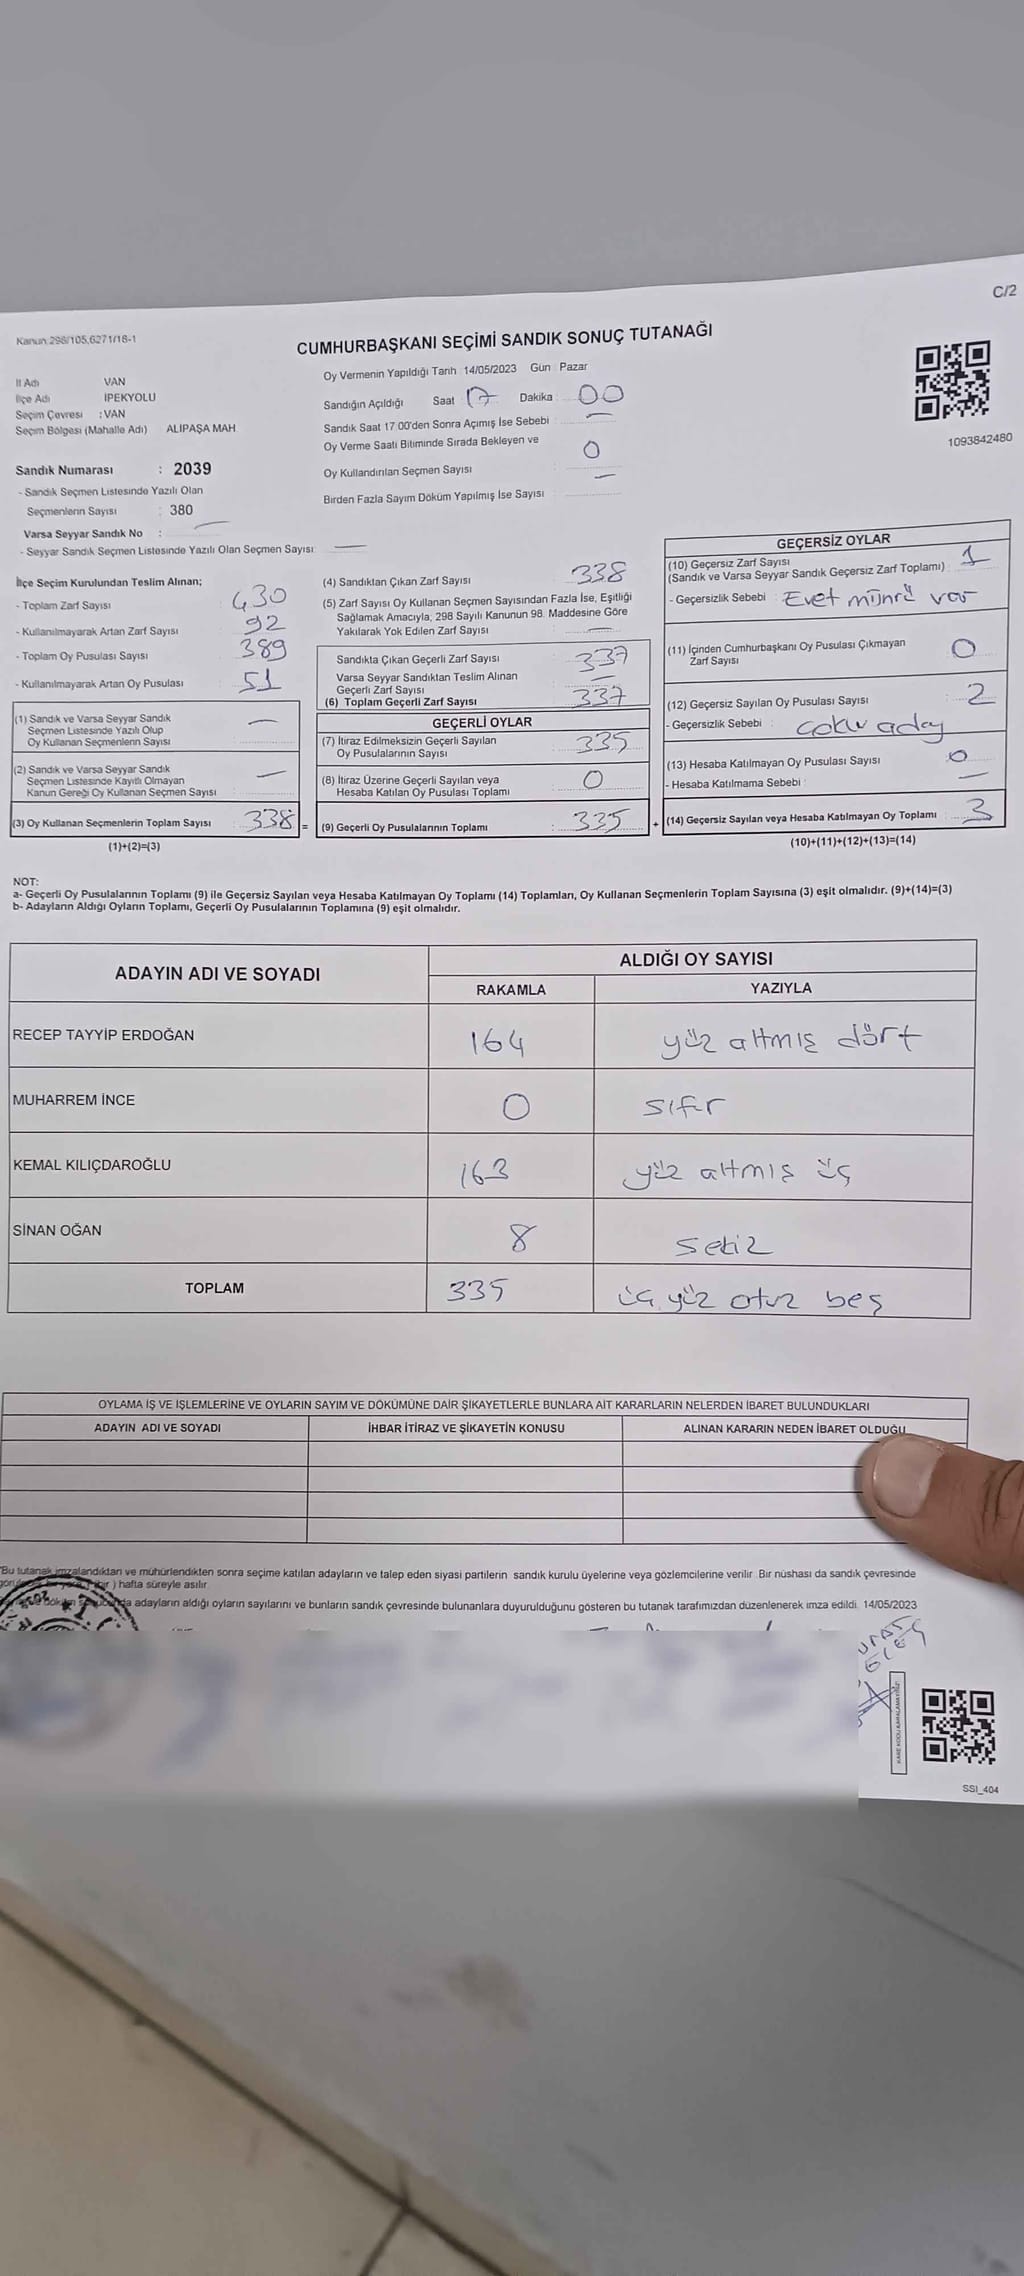 C/2
Kanun 298/105,6271/18-1
CUMHURBAŞKANI SEÇİMİ SANDIK SONUÇ TUTANAĞI
1093842480
İl Adı VAN
İlçe Adı İPEKYOLU
Seçim Çevresi : VAN
Seçim Bölgesi (Mahalle Adı) ALİPAŞA MAH
Sandık Numarası : 2039
- Sandık Seçmen Listesinde Yazılı Olan
Seçmenlerin Sayısı : 380
Varsa Seyyar Sandık No : —
- Seyyar Sandık Seçmen Listesinde Yazılı Olan Seçmen Sayısı: —
Oy Vermenin Yapıldığı Tarih 14/05/2023 Gün Pazar
Sandığın Açıldığı Saat 17 Dakika : 00
Sandık Saat 17.00'den Sonra Açımış İse Sebebi : —
Oy Verme Saati Bitiminde Sırada Bekleyen ve
Oy Kullandırılan Seçmen Sayısı : 0
Birden Fazla Sayım Döküm Yapılmış İse Sayısı : —
İlçe Seçim Kurulundan Teslim Alınan;
- Toplam Zarf Sayısı : 430
- Kullanılmayarak Artan Zarf Sayısı : 92
- Toplam Oy Pusulası Sayısı : 389
- Kullanılmayarak Artan Oy Pusulası : 51
(1) Sandık ve Varsa Seyyar Sandık
Seçmen Listesinde Yazılı Olup
Oy Kullanan Seçmenlerin Sayısı : —
(2) Sandık ve Varsa Seyyar Sandık
Seçmen Listesinde Kayıtlı Olmayan
Kanun Gereği Oy Kullanan Seçmen Sayısı : —
(3) Oy Kullanan Seçmenlerin Toplam Sayısı : 338 =
(1)+(2)=(3)
(4) Sandıktan Çıkan Zarf Sayısı : 338
(5) Zarf Sayısı Oy Kullanan Seçmen Sayısından Fazla İse, Eşitliği
Sağlamak Amacıyla; 298 Sayılı Kanunun 98. Maddesine Göre
Yakılarak Yok Edilen Zarf Sayısı : —
Sandıkta Çıkan Geçerli Zarf Sayısı : 337
Varsa Seyyar Sandıktan Teslim Alınan
Geçerli Zarf Sayısı : —
(6) Toplam Geçerli Zarf Sayısı : 337
GEÇERLİ OYLAR
(7) İtiraz Edilmeksizin Geçerli Sayılan
Oy Pusulalarının Sayısı : 335
(8) İtiraz Üzerine Geçerli Sayılan veya
Hesaba Katılan Oy Pusulası Toplamı : 0
(9) Geçerli Oy Pusulalarının Toplamı : 335 +
GEÇERSİZ OYLAR
(10) Geçersiz Zarf Sayısı
(Sandık ve Varsa Seyyar Sandık Geçersiz Zarf Toplamı) : 1
- Geçersizlik Sebebi : Evet mührü var
(11) İçinden Cumhurbaşkanı Oy Pusulası Çıkmayan
Zarf Sayısı : 0
(12) Geçersiz Sayılan Oy Pusulası Sayısı : 2
- Geçersizlik Sebebi : coklu aday
(13) Hesaba Katılmayan Oy Pusulası Sayısı : 0
- Hesaba Katılmama Sebebi : —
(14) Geçersiz Sayılan veya Hesaba Katılmayan Oy Toplamı : 3
(10)+(11)+(12)+(13)=(14)
NOT:
a- Geçerli Oy Pusulalarının Toplamı (9) ile Geçersiz Sayılan veya Hesaba Katılmayan Oy Toplamı (14) Toplamları, Oy Kullanan Seçmenlerin Toplam Sayısına (3) eşit olmalıdır. (9)+(14)=(3)
b- Adayların Aldığı Oyların Toplamı, Geçerli Oy Pusulalarının Toplamına (9) eşit olmalıdır.
ADAYIN ADI VE SOYADI ALDIĞI OY SAYISI
RAKAMLA YAZIYLA
RECEP TAYYİP ERDOĞAN 164 yüz altmış dört
MUHARREM İNCE 0 sıfır
KEMAL KILIÇDAROĞLU 163 yüz altmış üç
SİNAN OĞAN 8 sekiz
TOPLAM 335 üç yüz otuz beş
OYLAMA İŞ VE İŞLEMLERİNE VE OYLARIN SAYIM VE DÖKÜMÜNE DAİR ŞİKAYETLERLE BUNLARA AİT KARARLARIN NELERDEN İBARET BULUNDUKLARI
ADAYIN ADI VE SOYADI İHBAR İTİRAZ VE ŞİKAYETİN KONUSU ALINAN KARARIN NEDEN İBARET OLDUĞU
"Bu tutanak imzalandıktan ve mühürlendikten sonra seçime katılan adayların ve talep eden siyasi partilerin sandık kurulu üyelerine veya gözlemcilerine verilir. Bir nüshası da sandık çevresinde
bir ) hafta süreyle asılır
adayların aldığı oyların sayılarını ve bunların sandık çevresinde bulunanlara duyurulduğunu gösteren bu tutanak tarafımızdan düzenlenerek imza edildi. 14/05/2023
KARE KODU KARALAMAYINIZ!
SSI_404